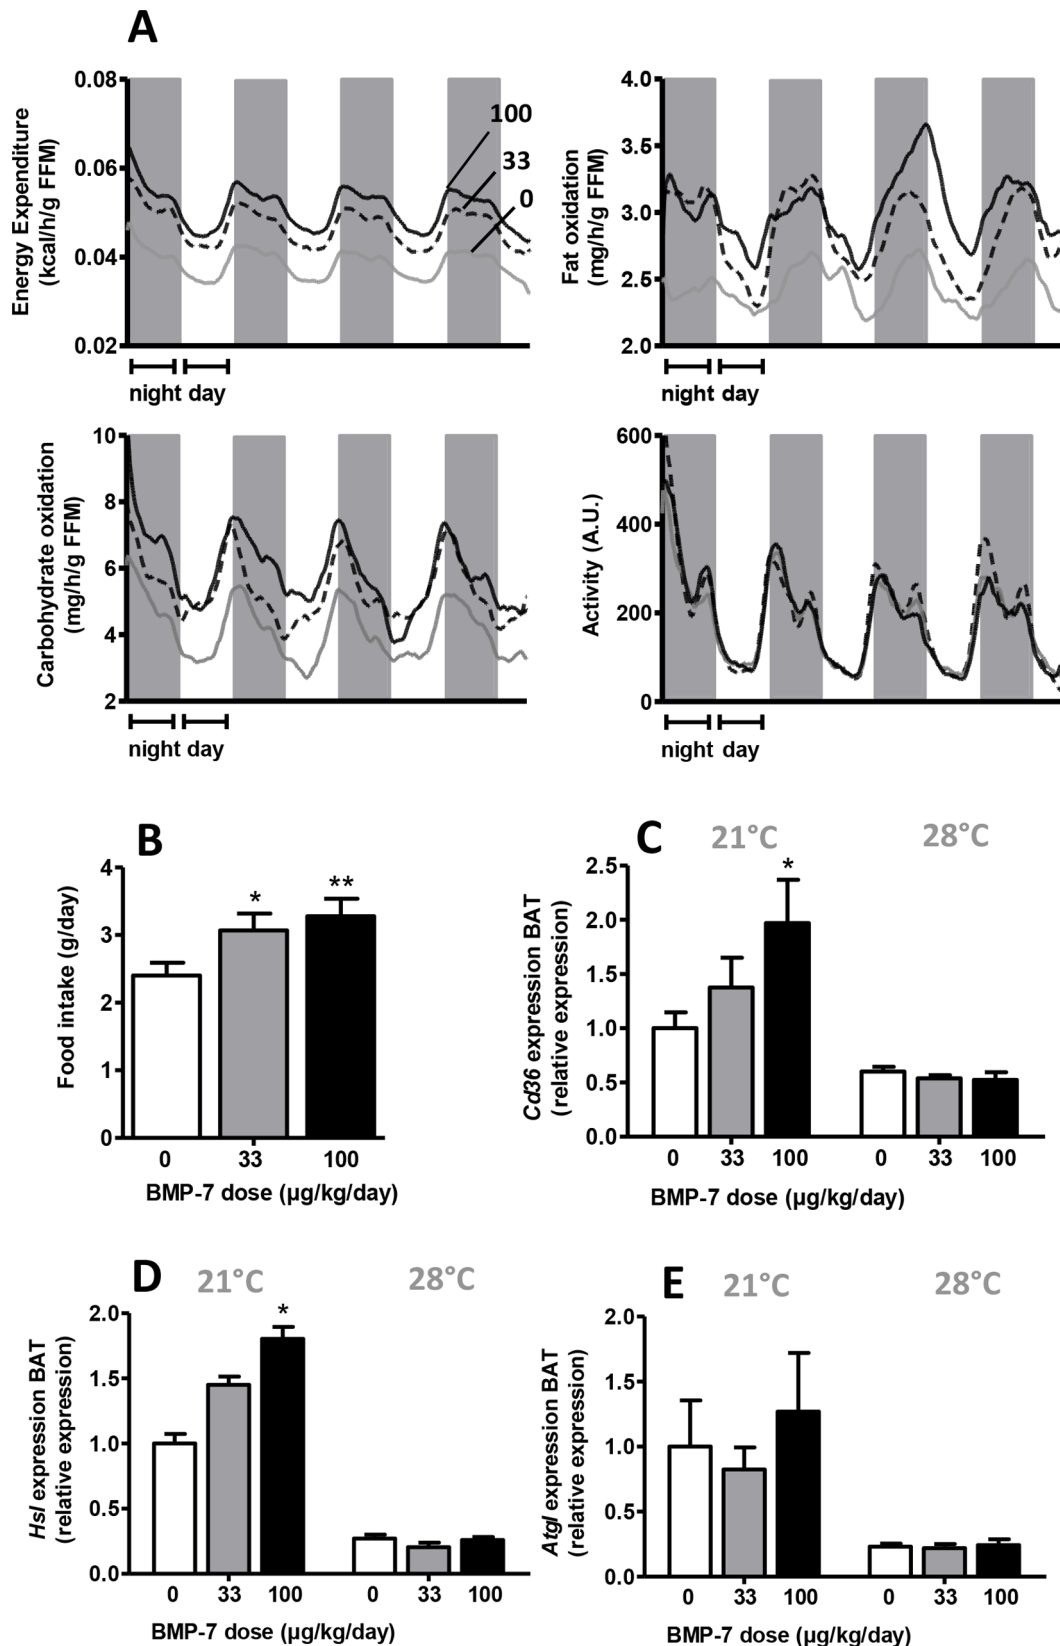 A
0.08
0.06
0.04
0.02
Energy Expenditure
(kcal/h/g FFM)
100
33
0
night day
4.0
3.5
3.0
2.5
2.0
Fat oxidation
(mg/h/g FFM)
night day
10
8
6
4
2
Carbohydrate oxidation
(mg/h/g FFM)
night day
600
400
200
0
Activity (A.U.)
night day
B
4
3
2
1
0
Food intake (g/day)
*
**
0 33 100
BMP-7 dose (µg/kg/day)
C
21°C 28°C
2.5
2.0
1.5
1.0
0.5
0.0
Cd36 expression BAT
(relative expression)
*
0 33 100 0 33 100
BMP-7 dose (µg/kg/day)
D
21°C 28°C
2.0
1.5
1.0
0.5
0.0
Hsl expression BAT
(relative expression)
*
0 33 100 0 33 100
BMP-7 dose (µg/kg/day)
E
21°C 28°C
2.0
1.5
1.0
0.5
0.0
Atgl expression BAT
(relative expression)
0 33 100 0 33 100
BMP-7 dose (µg/kg/day)